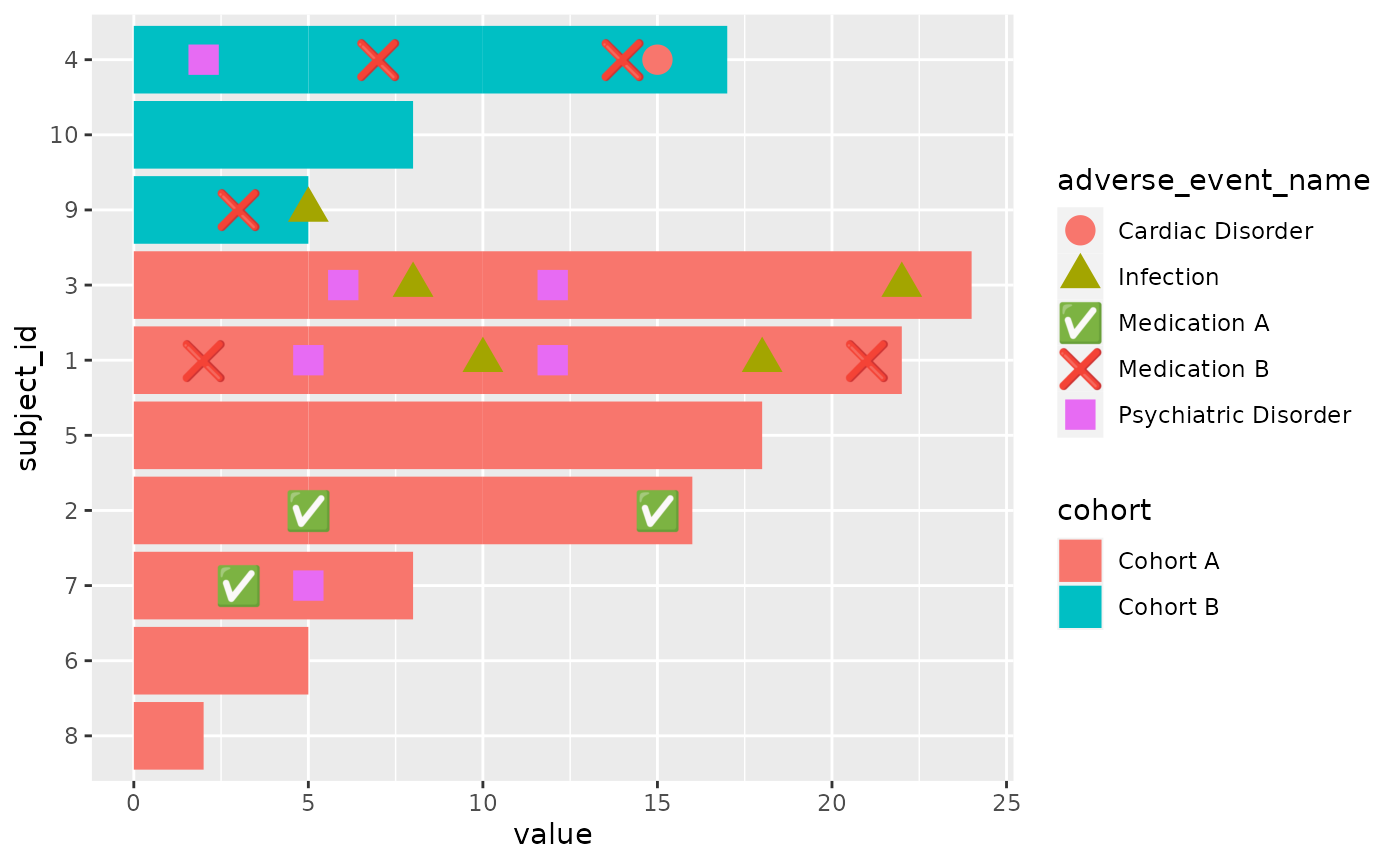 subject_id
4
10
9
3
1
5
2
7
6
8
0 5 10 15 20 25
value
adverse_event_name
Cardiac Disorder
Infection
Medication A
Medication B
Psychiatric Disorder
cohort
Cohort A
Cohort B